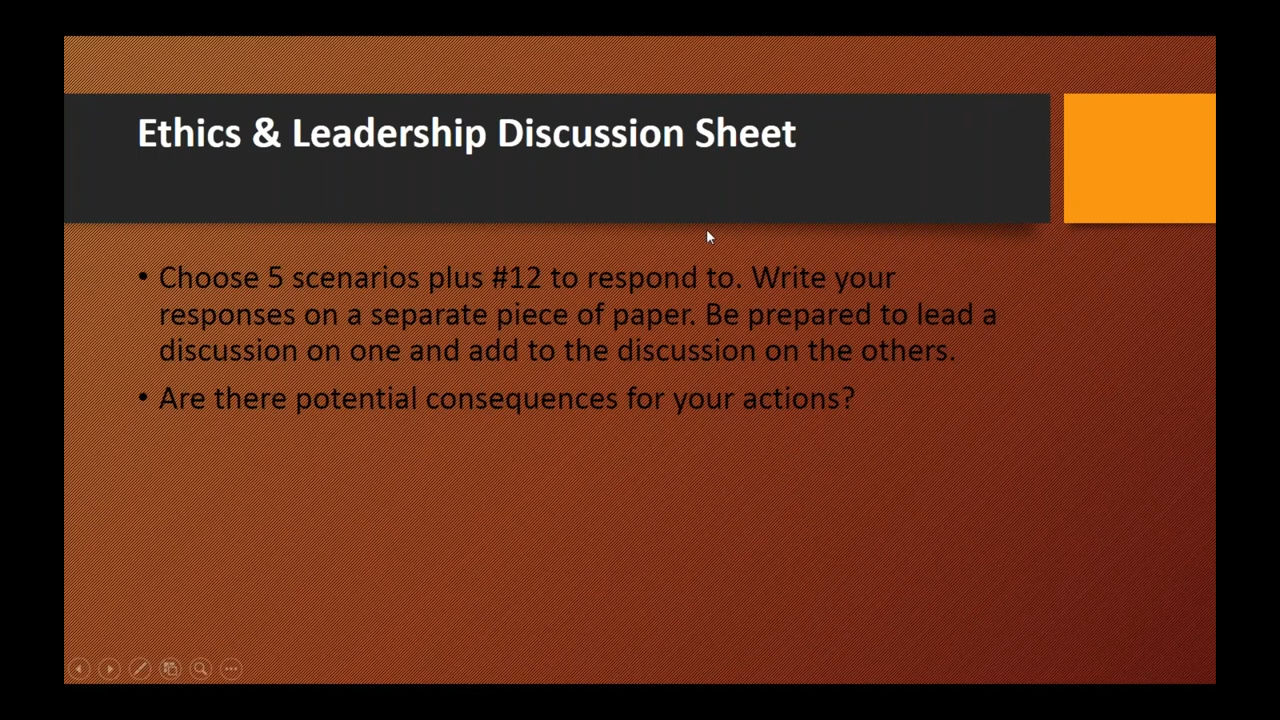 Ethics & Leadership Discussion Sheet
• Choose 5 scenarios plus #12 to respond to. Write your
responses on a separate piece of paper. Be prepared to lead a
discussion on one and add to the discussion on the others.
• Are there potential consequences for your actions?